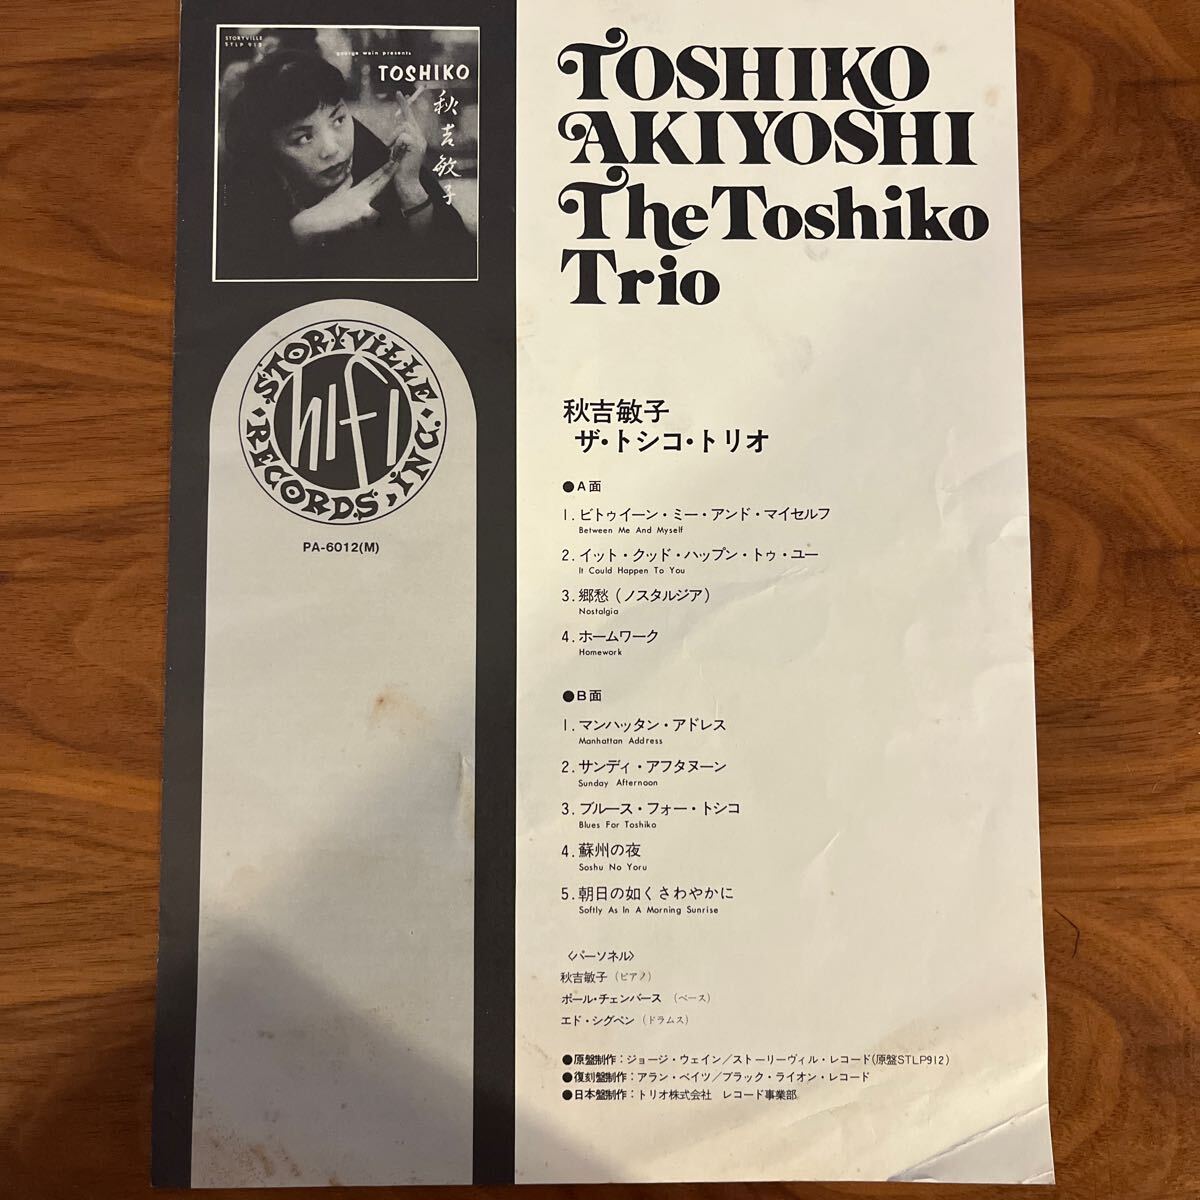 STORYVILLE
STLP 912
george wein presents
TOSHIKO
秋吉敏子
STORYVILLE
hifi
RECORDS, INC.
PA-6012(M)
TOSHIKO
AKIYOSHI
The Toshiko
Trio
秋吉敏子
ザ・トシコ・トリオ
●A面
1. ビトゥイーン・ミー・アンド・マイセルフ
Between Me And Myself
2. イット・クッド・ハップン・トゥ・ユー
It Could Happen To You
3. 郷愁(ノスタルジア)
Nostalgia
4. ホームワーク
Homework
●B面
1. マンハッタン・アドレス
Manhattan Address
2. サンディ・アフタヌーン
Sunday Afternoon
3. ブルース・フォー・トシコ
Blues For Toshiko
4. 蘇州の夜
Soshu No Yoru
5. 朝日の如くさわやかに
Softly As In A Morning Sunrise
〈パーソネル〉
秋吉敏子(ピアノ)
ポール・チェンバース (ベース)
エド・シグペン(ドラムス)
●原盤制作：ジョージ・ウェイン／ストーリーヴィル・レコード(原盤STLP912)
●復刻盤制作：アラン・ベイツ／ブラック・ライオン・レコード
●日本盤制作：トリオ株式会社 レコード事業部